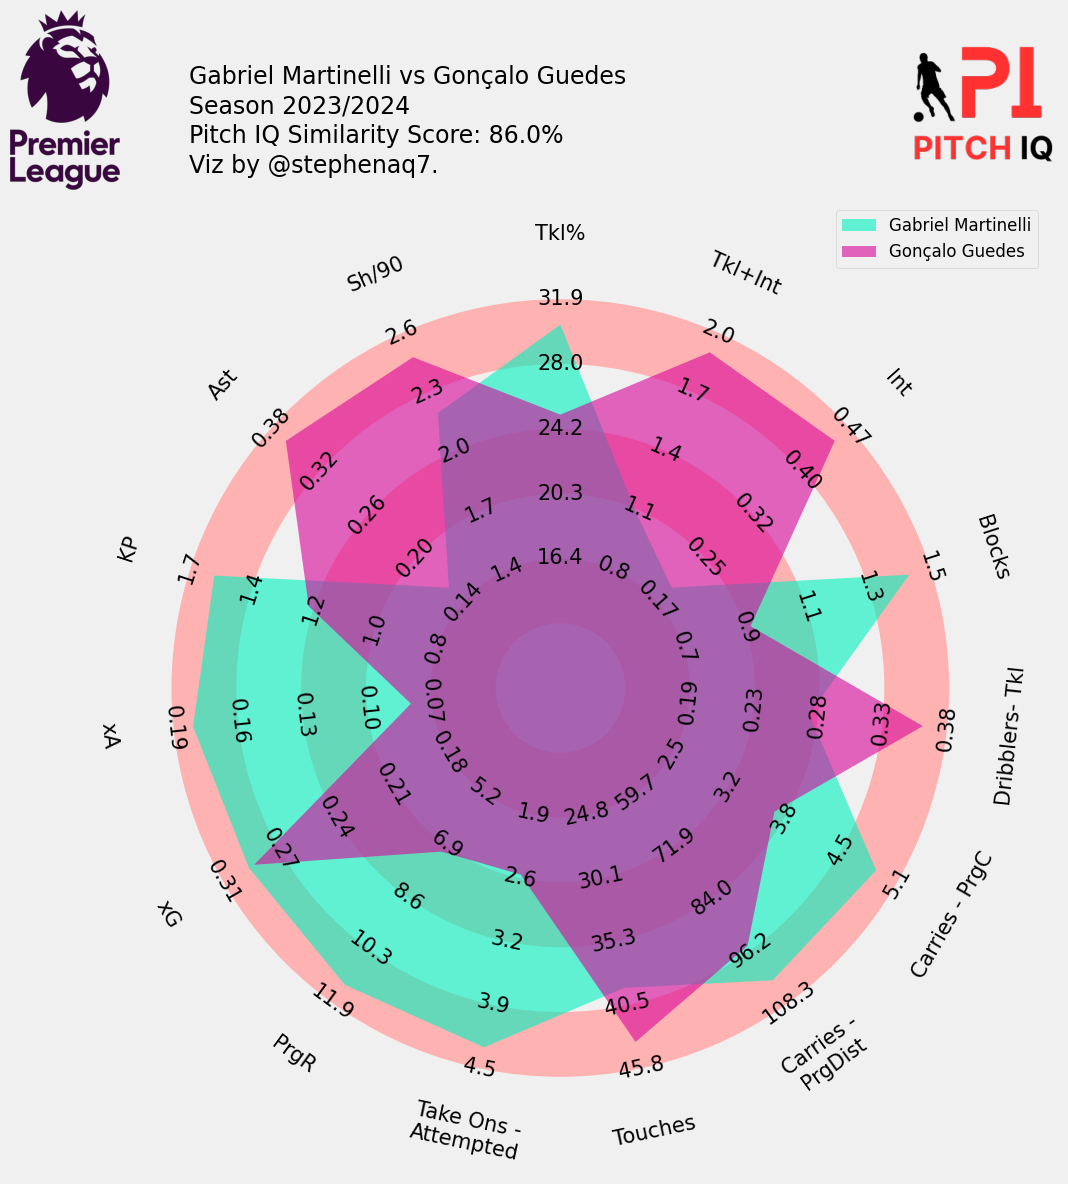 Gabriel Martinelli vs Gonçalo Guedes
Season 2023/2024
Pitch IQ Similarity Score: 86.0%
Viz by @stephenaq7.
Premier
League
PI
PITCH IQ
Gabriel Martinelli
Gonçalo Guedes
Tkl%
31.9
28.0
24.2
20.3
16.4
Tkl+Int
2.0
1.7
1.4
1.1
0.8
Int
0.47
0.40
0.32
0.25
0.17
Blocks
1.5
1.3
1.1
0.9
0.7
Dribblers- Tkl
0.38
0.33
0.28
0.23
0.19
Carries - PrgC
5.1
4.5
3.8
3.2
2.5
Carries -
PrgDist
108.3
96.2
84.0
71.9
59.7
Touches
45.8
40.5
35.3
30.1
24.8
Take Ons -
Attempted
4.5
3.9
3.2
2.6
1.9
PrgR
11.9
10.3
8.6
6.9
5.2
xG
0.31
0.27
0.24
0.21
0.18
xA
0.19
0.16
0.13
0.10
0.07
KP
1.7
1.4
1.2
1.0
0.8
Ast
0.38
0.32
0.26
0.20
0.14
Sh/90
2.6
2.3
2.0
1.7
1.4